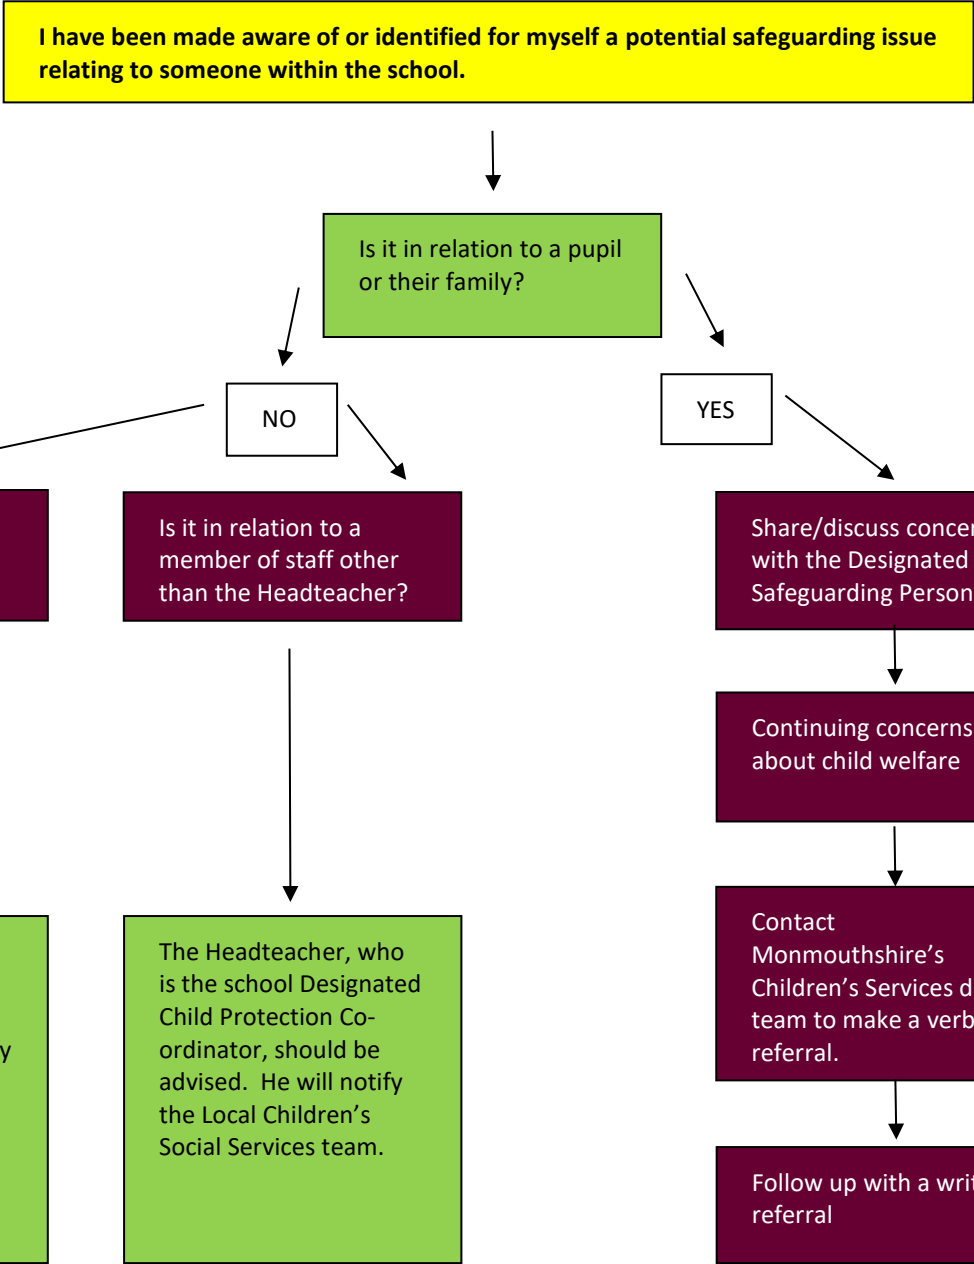 I have been made aware of or identified for myself a potential safeguarding issue
relating to someone within the school.
Is it in relation to a pupil
or their family?
NO
YES
Is it in relation to a
member of staff other
than the Headteacher?
Share/discuss
with the Designated
Safeguarding Person
Continuing concerns
about child welfare
The Headteacher, who
is the school Designated
Child Protection Co-
ordinator, should be
advised.  He will notify
the Local Children’s
Social Services team.
Contact
Monmouthshire’s
Children’s Services
team to make a
referral.
Follow up with a
referral